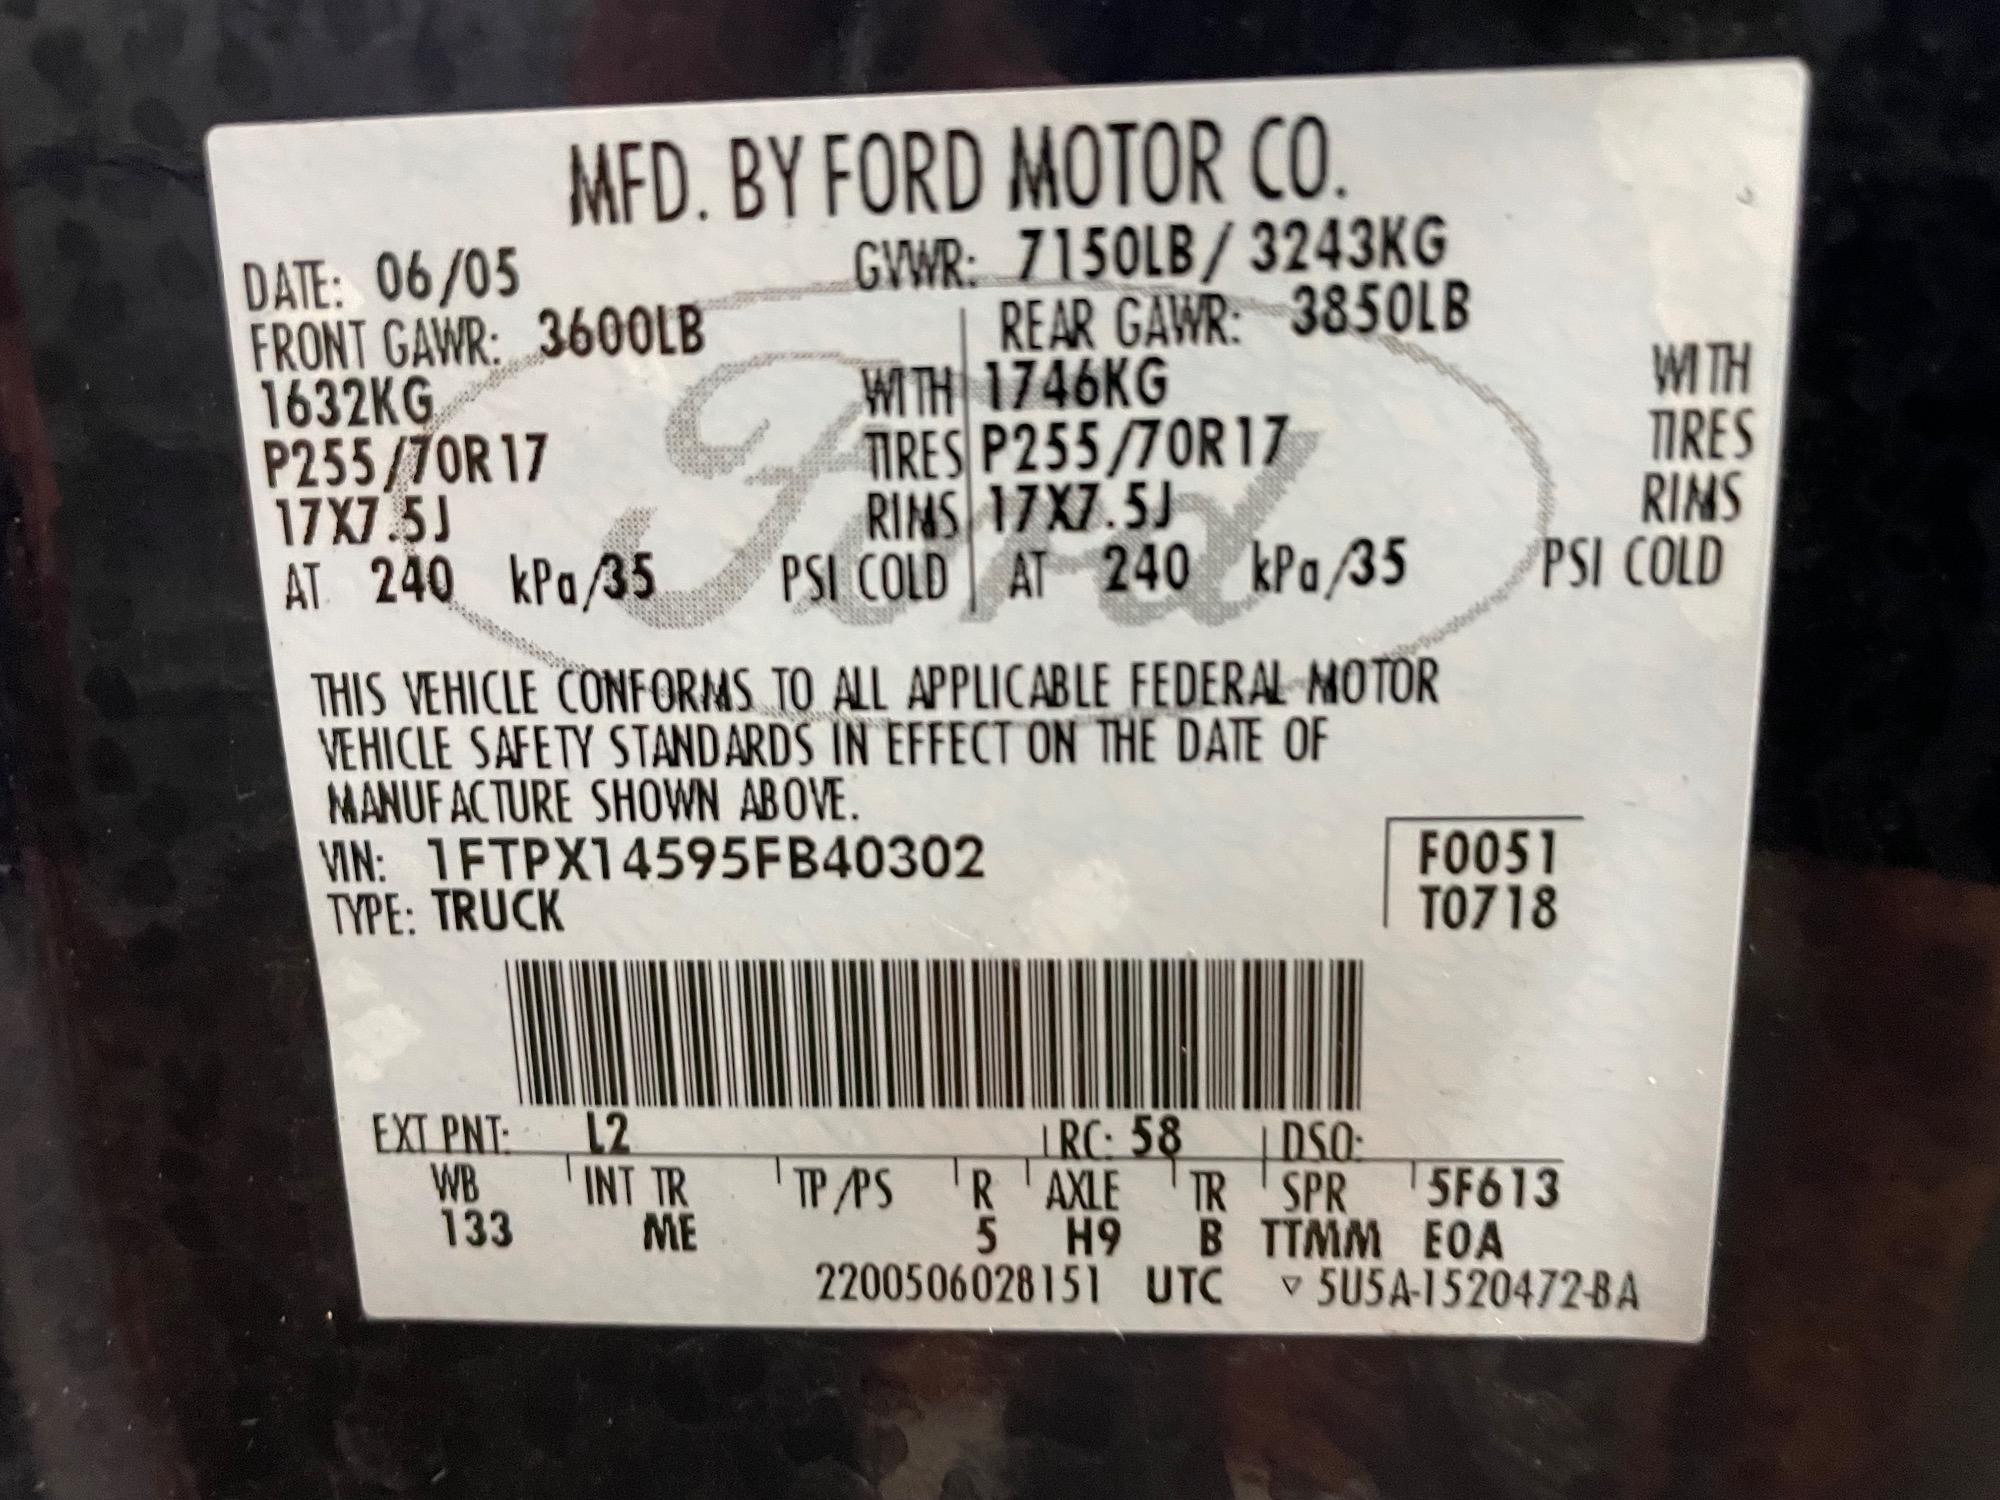 MFD. BY FORD MOTOR CO.
DATE: 06/05 GVWR: 7150LB/ 3243KG
FRONT GAWR: 3600LB REAR GAWR: 3850LB
1632KG WITH 1746KG WITH
P255/70R17 TIRES P255/70R17 TIRES
17X7.5J RIMS 17X7.5J RIMS
AT 240 kPa/35 PSI COLD AT 240 kPa/35 PSI COLD
Ford
THIS VEHICLE CONFORMS TO ALL APPLICABLE FEDERAL MOTOR
VEHICLE SAFETY STANDARDS IN EFFECT ON THE DATE OF
MANUFACTURE SHOWN ABOVE.
VIN: 1FTPX14595FB40302 F0051
TYPE: TRUCK T0718
EXT PNT: L2 RC: 58 DSO:
WB INT TR TP/PS R AXLE TR SPR 5F613
133 ME 5 H9 B TTMM EOA
2200506028151 UTC ▽ 5U5A-1520472-BA